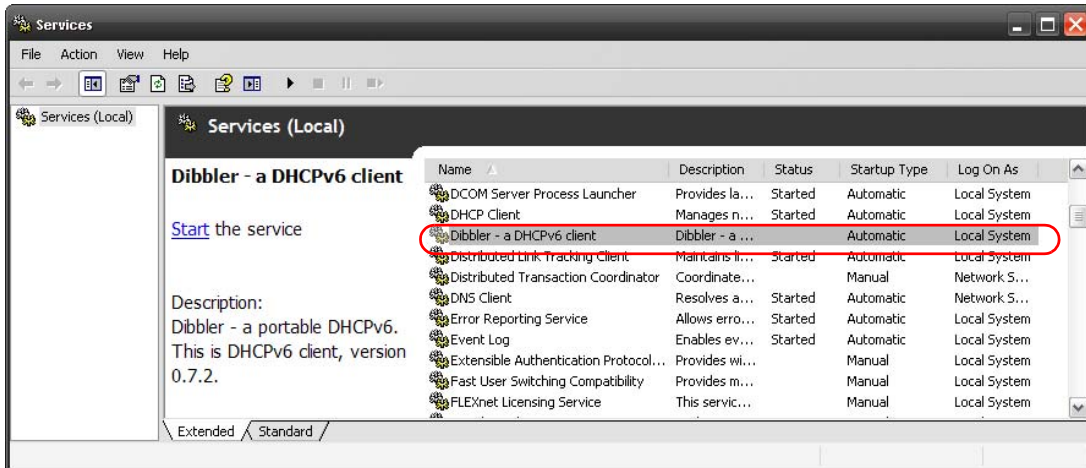 Services
File Action View Help
Services (Local)
Services (Local)
Dibbler - a DHCPv6 client
Start the service
Description:
Dibbler - a portable DHCPv6.
This is DHCPv6 client, version
0.7.2.
Name Description Status Startup Type Log On As
DCOM Server Process Launcher Provides la... Started Automatic Local System
DHCP Client Manages n... Started Automatic Local System
Dibbler - a DHCPv6 client Dibbler - a ... Automatic Local System
Distributed Link Tracking Client Maintains li... Started Automatic Local System
Distributed Transaction Coordinator Coordinate... Manual Network S...
DNS Client Resolves a... Started Automatic Network S...
Error Reporting Service Allows erro... Started Automatic Local System
Event Log Enables ev... Started Automatic Local System
Extensible Authentication Protocol... Provides wi... Manual Local System
Fast User Switching Compatibility Provides m... Manual Local System
FLEXnet Licensing Service This servic... Manual Local System
Extended Standard